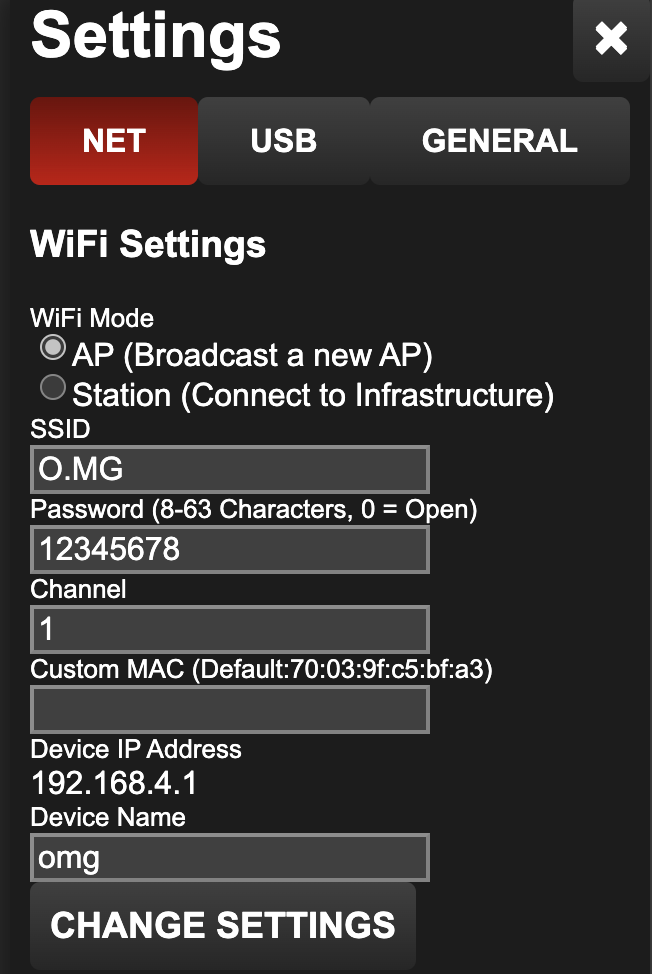 Settings
NET USB GENERAL
WiFi Settings
WiFi Mode
AP (Broadcast a new AP)
Station (Connect to Infrastructure)
SSID
O.MG
Password (8-63 Characters, 0 = Open)
12345678
Channel
1
Custom MAC (Default:70:03:9f:c5:bf:a3)
Device IP Address
192.168.4.1
Device Name
omg
CHANGE SETTINGS